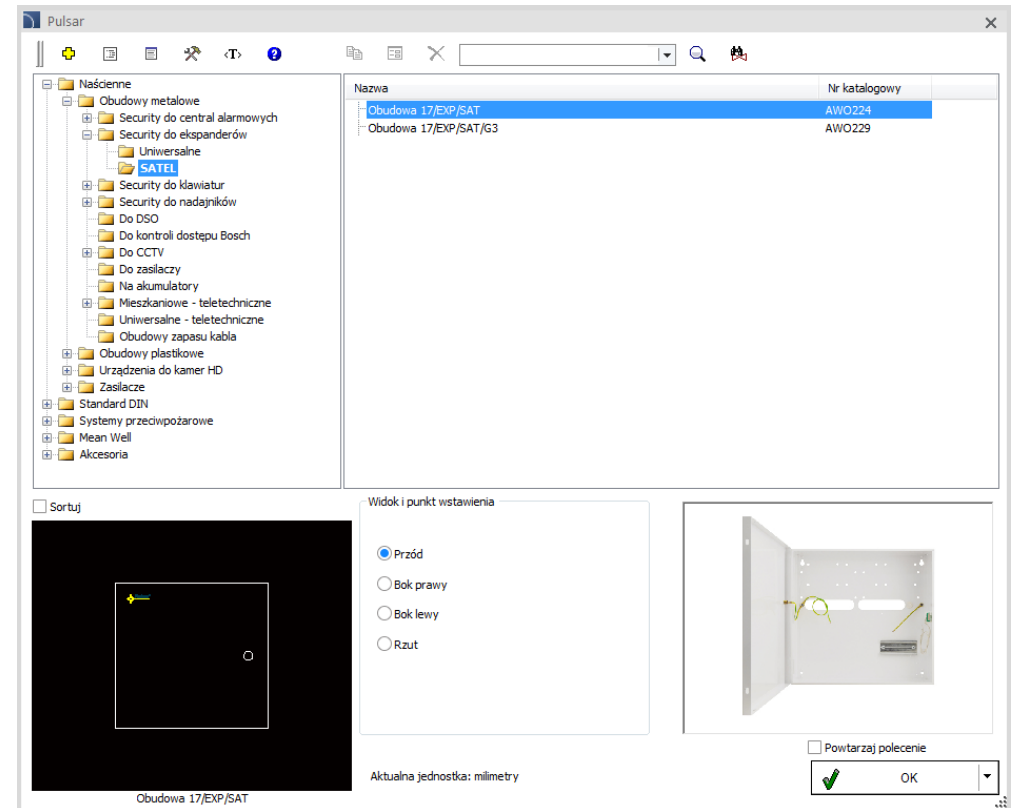 Pulsar
<T>
Naścienne
Obudowy metalowe
Security do central alarmowych
Security do ekspanderów
Uniwersalne
SATEL
Security do klawiatur
Security do nadajników
Do DSO
Do kontroli dostępu Bosch
Do CCTV
Do zasilaczy
Na akumulatory
Mieszkaniowe - teletechniczne
Uniwersalne - teletechniczne
Obudowy zapasu kabla
Obudowy plastikowe
Urządzenia do kamer HD
Zasilacze
Standard DIN
Systemy przeciwpożarowe
Mean Well
Akcesoria
Nazwa Nr katalogowy
Obudowa 17/EXP/SAT AWO224
Obudowa 17/EXP/SAT/G3 AWO229
Sortuj
Obudowa 17/EXP/SAT
Widok i punkt wstawienia
Przód
Bok prawy
Bok lewy
Rzut
Aktualna jednostka: milimetry
Powtarzaj polecenie
OK